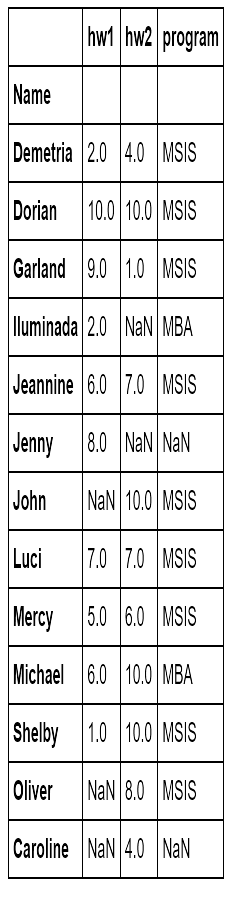 hw1 hw2 program
Name
Demetria 2.0 4.0 MSIS
Dorian 10.0 10.0 MSIS
Garland 9.0 1.0 MSIS
Iluminada 2.0 NaN MBA
Jeannine 6.0 7.0 MSIS
Jenny 8.0 NaN NaN
John NaN 10.0 MSIS
Luci 7.0 7.0 MSIS
Mercy 5.0 6.0 MSIS
Michael 6.0 10.0 MBA
Shelby 1.0 10.0 MSIS
Oliver NaN 8.0 MSIS
Caroline NaN 4.0 NaN